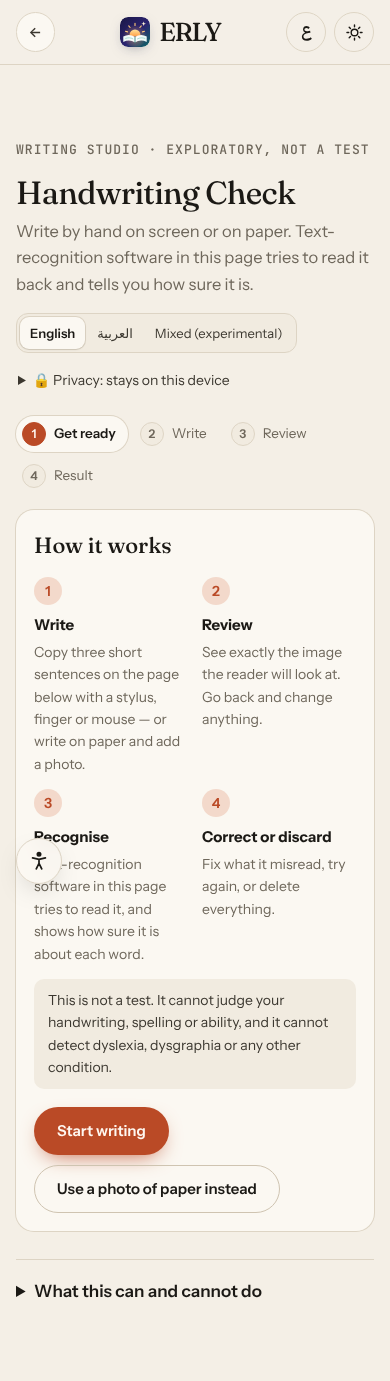 ERLY
ع
WRITING STUDIO · EXPLORATORY, NOT A TEST
Handwriting Check
Write by hand on screen or on paper. Text-
recognition software in this page tries to read it
back and tells you how sure it is.
English العربية Mixed (experimental)
Privacy: stays on this device
1 Get ready 2 Write 3 Review
4 Result
How it works
1
Write
Copy three short
sentences on the page
below with a stylus,
finger or mouse — or
write on paper and add
a photo.
2
Review
See exactly the image
the reader will look at.
Go back and change
anything.
3
Recognise
-recognition
software in this page
tries to read it, and
shows how sure it is
about each word.
4
Correct or discard
Fix what it misread, try
again, or delete
everything.
This is not a test. It cannot judge your
handwriting, spelling or ability, and it cannot
detect dyslexia, dysgraphia or any other
condition.
Start writing
Use a photo of paper instead
What this can and cannot do